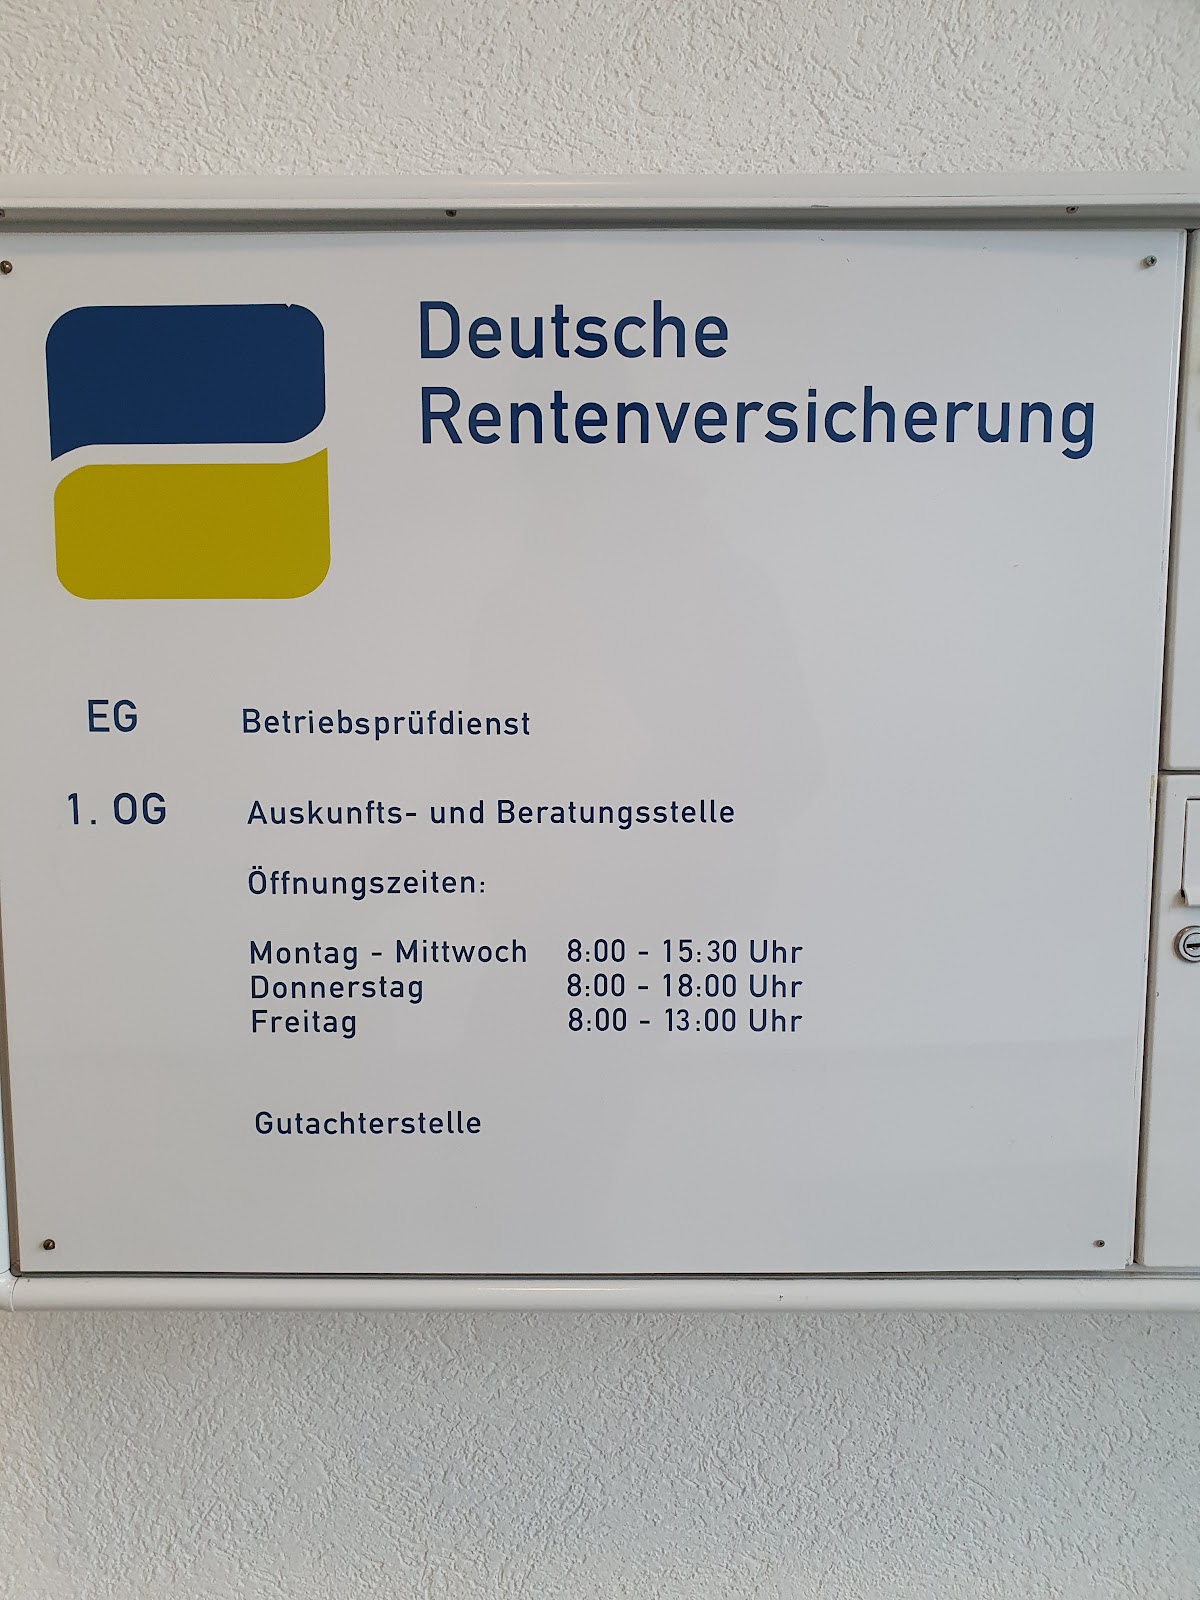 Deutsche
Rentenversicherung
EG Betriebsprüfdienst
1. OG Auskunfts- und Beratungsstelle
Öffnungszeiten:
Montag - Mittwoch 8:00 - 15:30 Uhr
Donnerstag 8:00 - 18:00 Uhr
Freitag 8:00 - 13:00 Uhr
Gutachterstelle